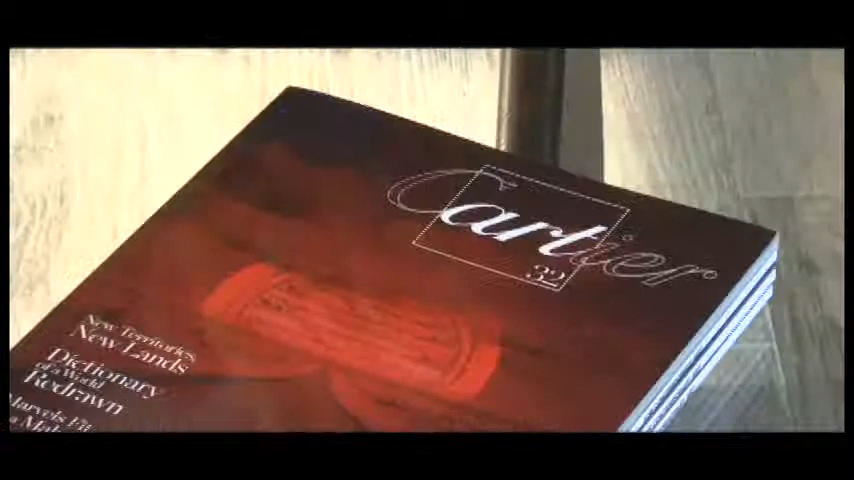 Cartier
32
New Territories,
New Lands
Dictionary
of a World
Redrawn